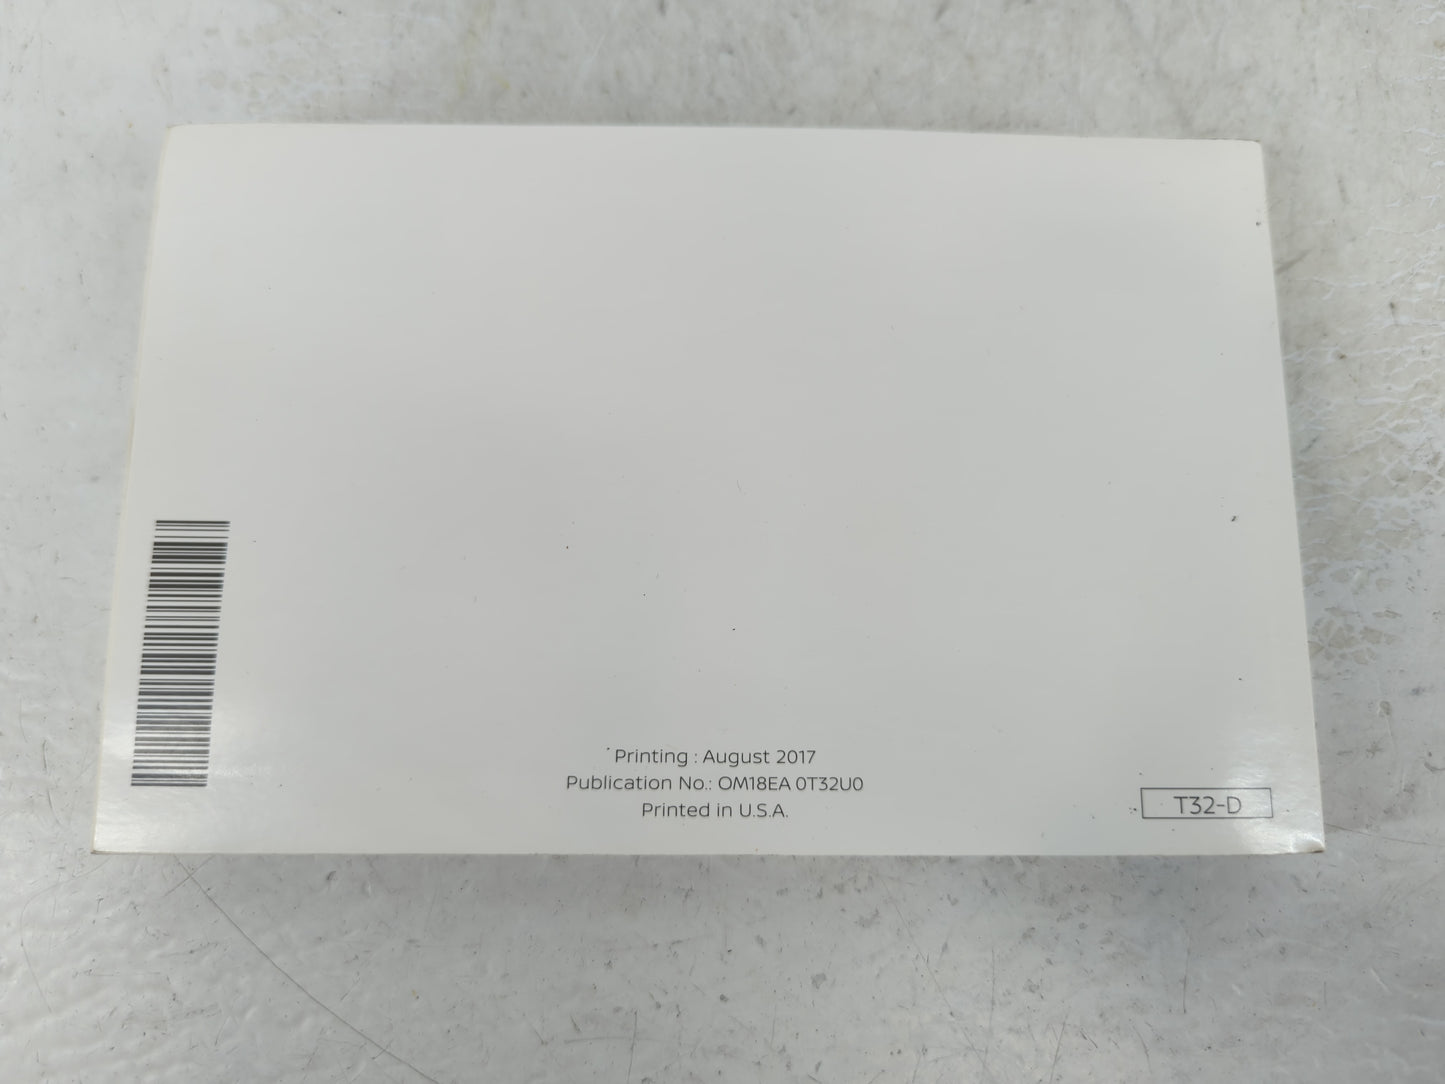 Printing : August 2017
Publication No.: OM18EA 0T32U0
Printed in U.S.A.
T32-D